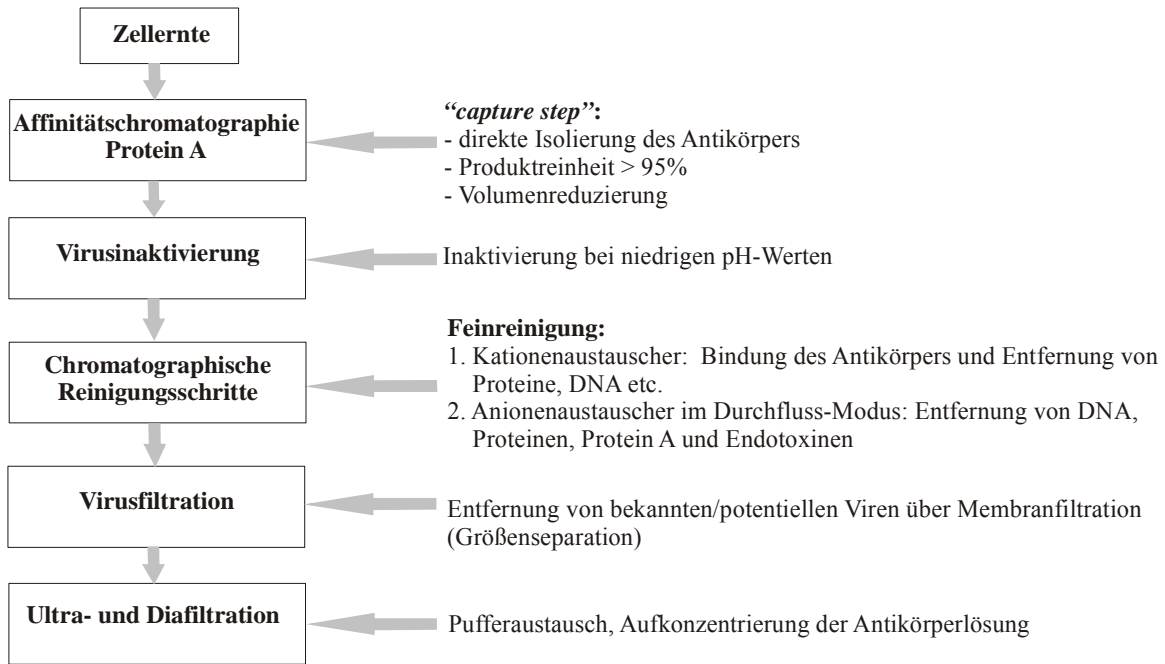 Zellernte
Affinitätschromatographie
Protein A
“capture step”:
- direkte Isolierung des Antikörpers
- Produktreinheit > 95%
- Volumenreduzierung
Virusinaktivierung
Inaktivierung bei niedrigen pH-Werten
Chromatographische
Reinigungsschritte
Feinreinigung:
1. Kationenaustauscher: Bindung des Antikörpers und Entfernung von
Proteine, DNA etc.
2. Anionenaustauscher im Durchfluss-Modus: Entfernung von DNA,
Proteinen, Protein A und Endotoxinen
Virusfiltration
Entfernung von bekannten/potentiellen Viren über Membranfiltration
(Größenseparation)
Ultra- und Diafiltration
Pufferaustausch, Aufkonzentrierung der Antikörperlösung